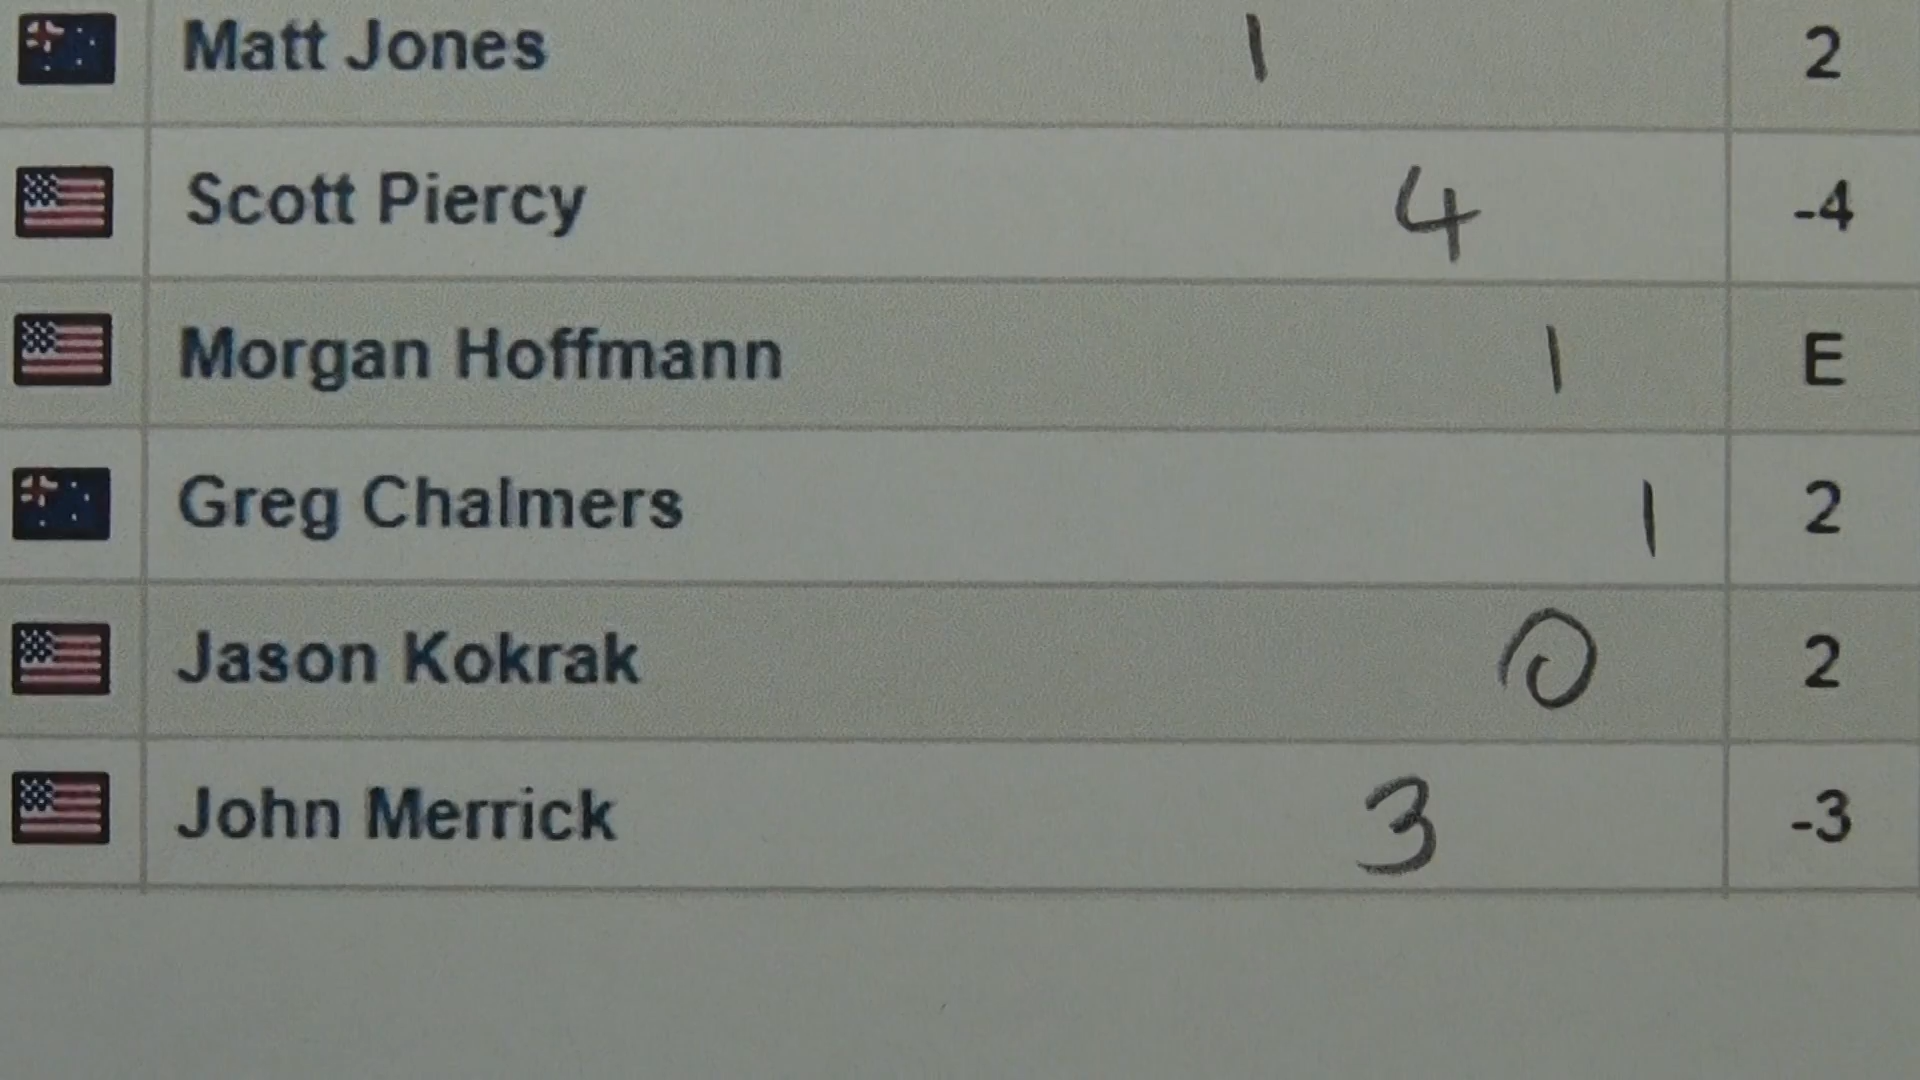 Matt Jones 1 2
Scott Piercy 4 -4
Morgan Hoffmann 1 E
Greg Chalmers 1 2
Jason Kokrak 0 2
John Merrick 3 -3